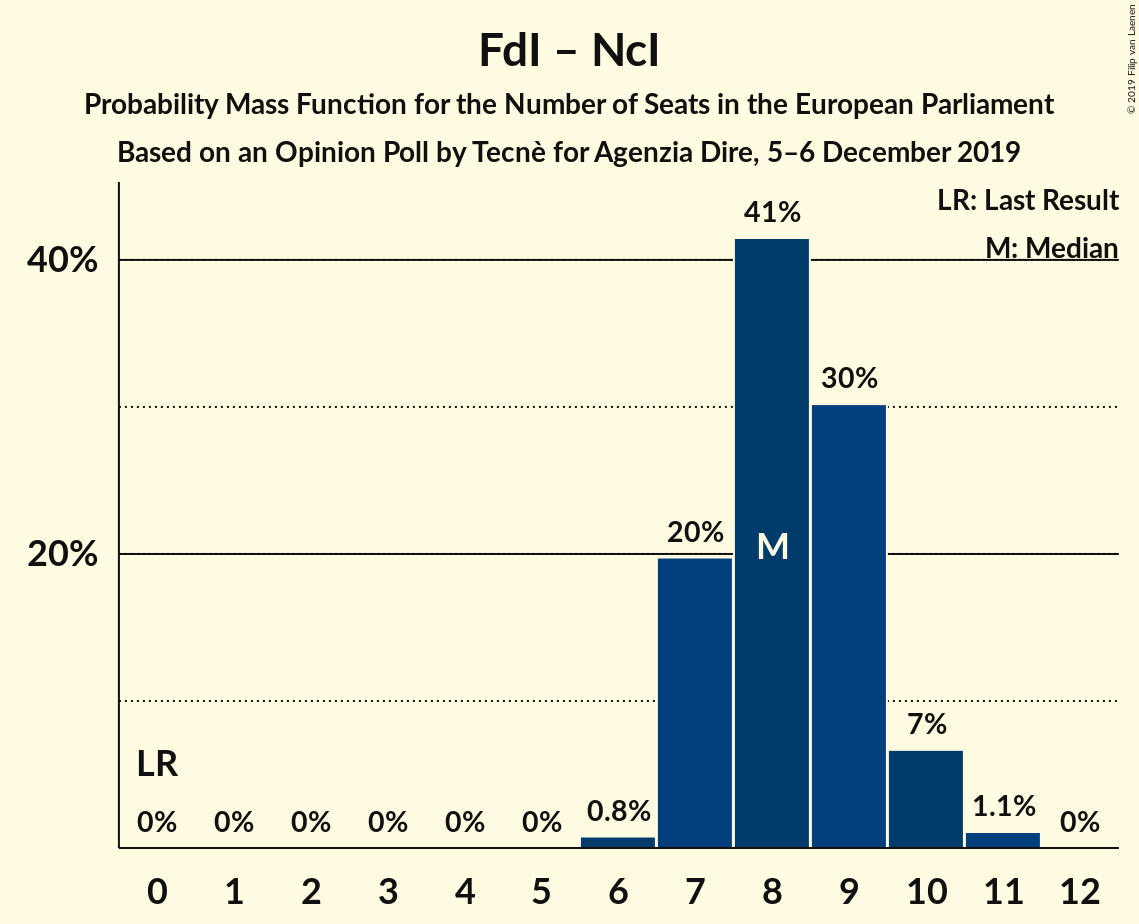 FdI – NcI
Probability Mass Function for the Number of Seats in the European Parliament
Based on an Opinion Poll by Tecnè for Agenzia Dire, 5–6 December 2019
© 2019 Filip van Laenen
LR: Last Result
M: Median
40%
20%
41%
30%
20%
M
7%
LR
0% 0% 0% 0% 0% 0% 0.8% 1.1% 0%
0 1 2 3 4 5 6 7 8 9 10 11 12